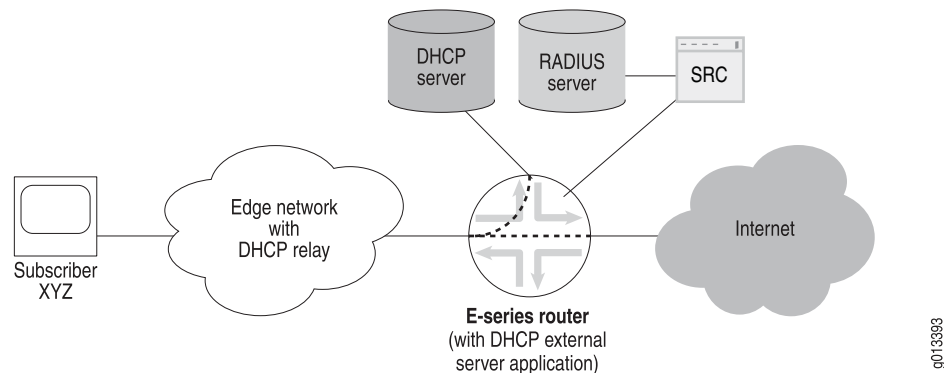 DHCP
server
RADIUS
server
SRC
Edge network
with
DHCP relay
Internet
Subscriber
XYZ
E-series router
(with DHCP external
server application)
g013393